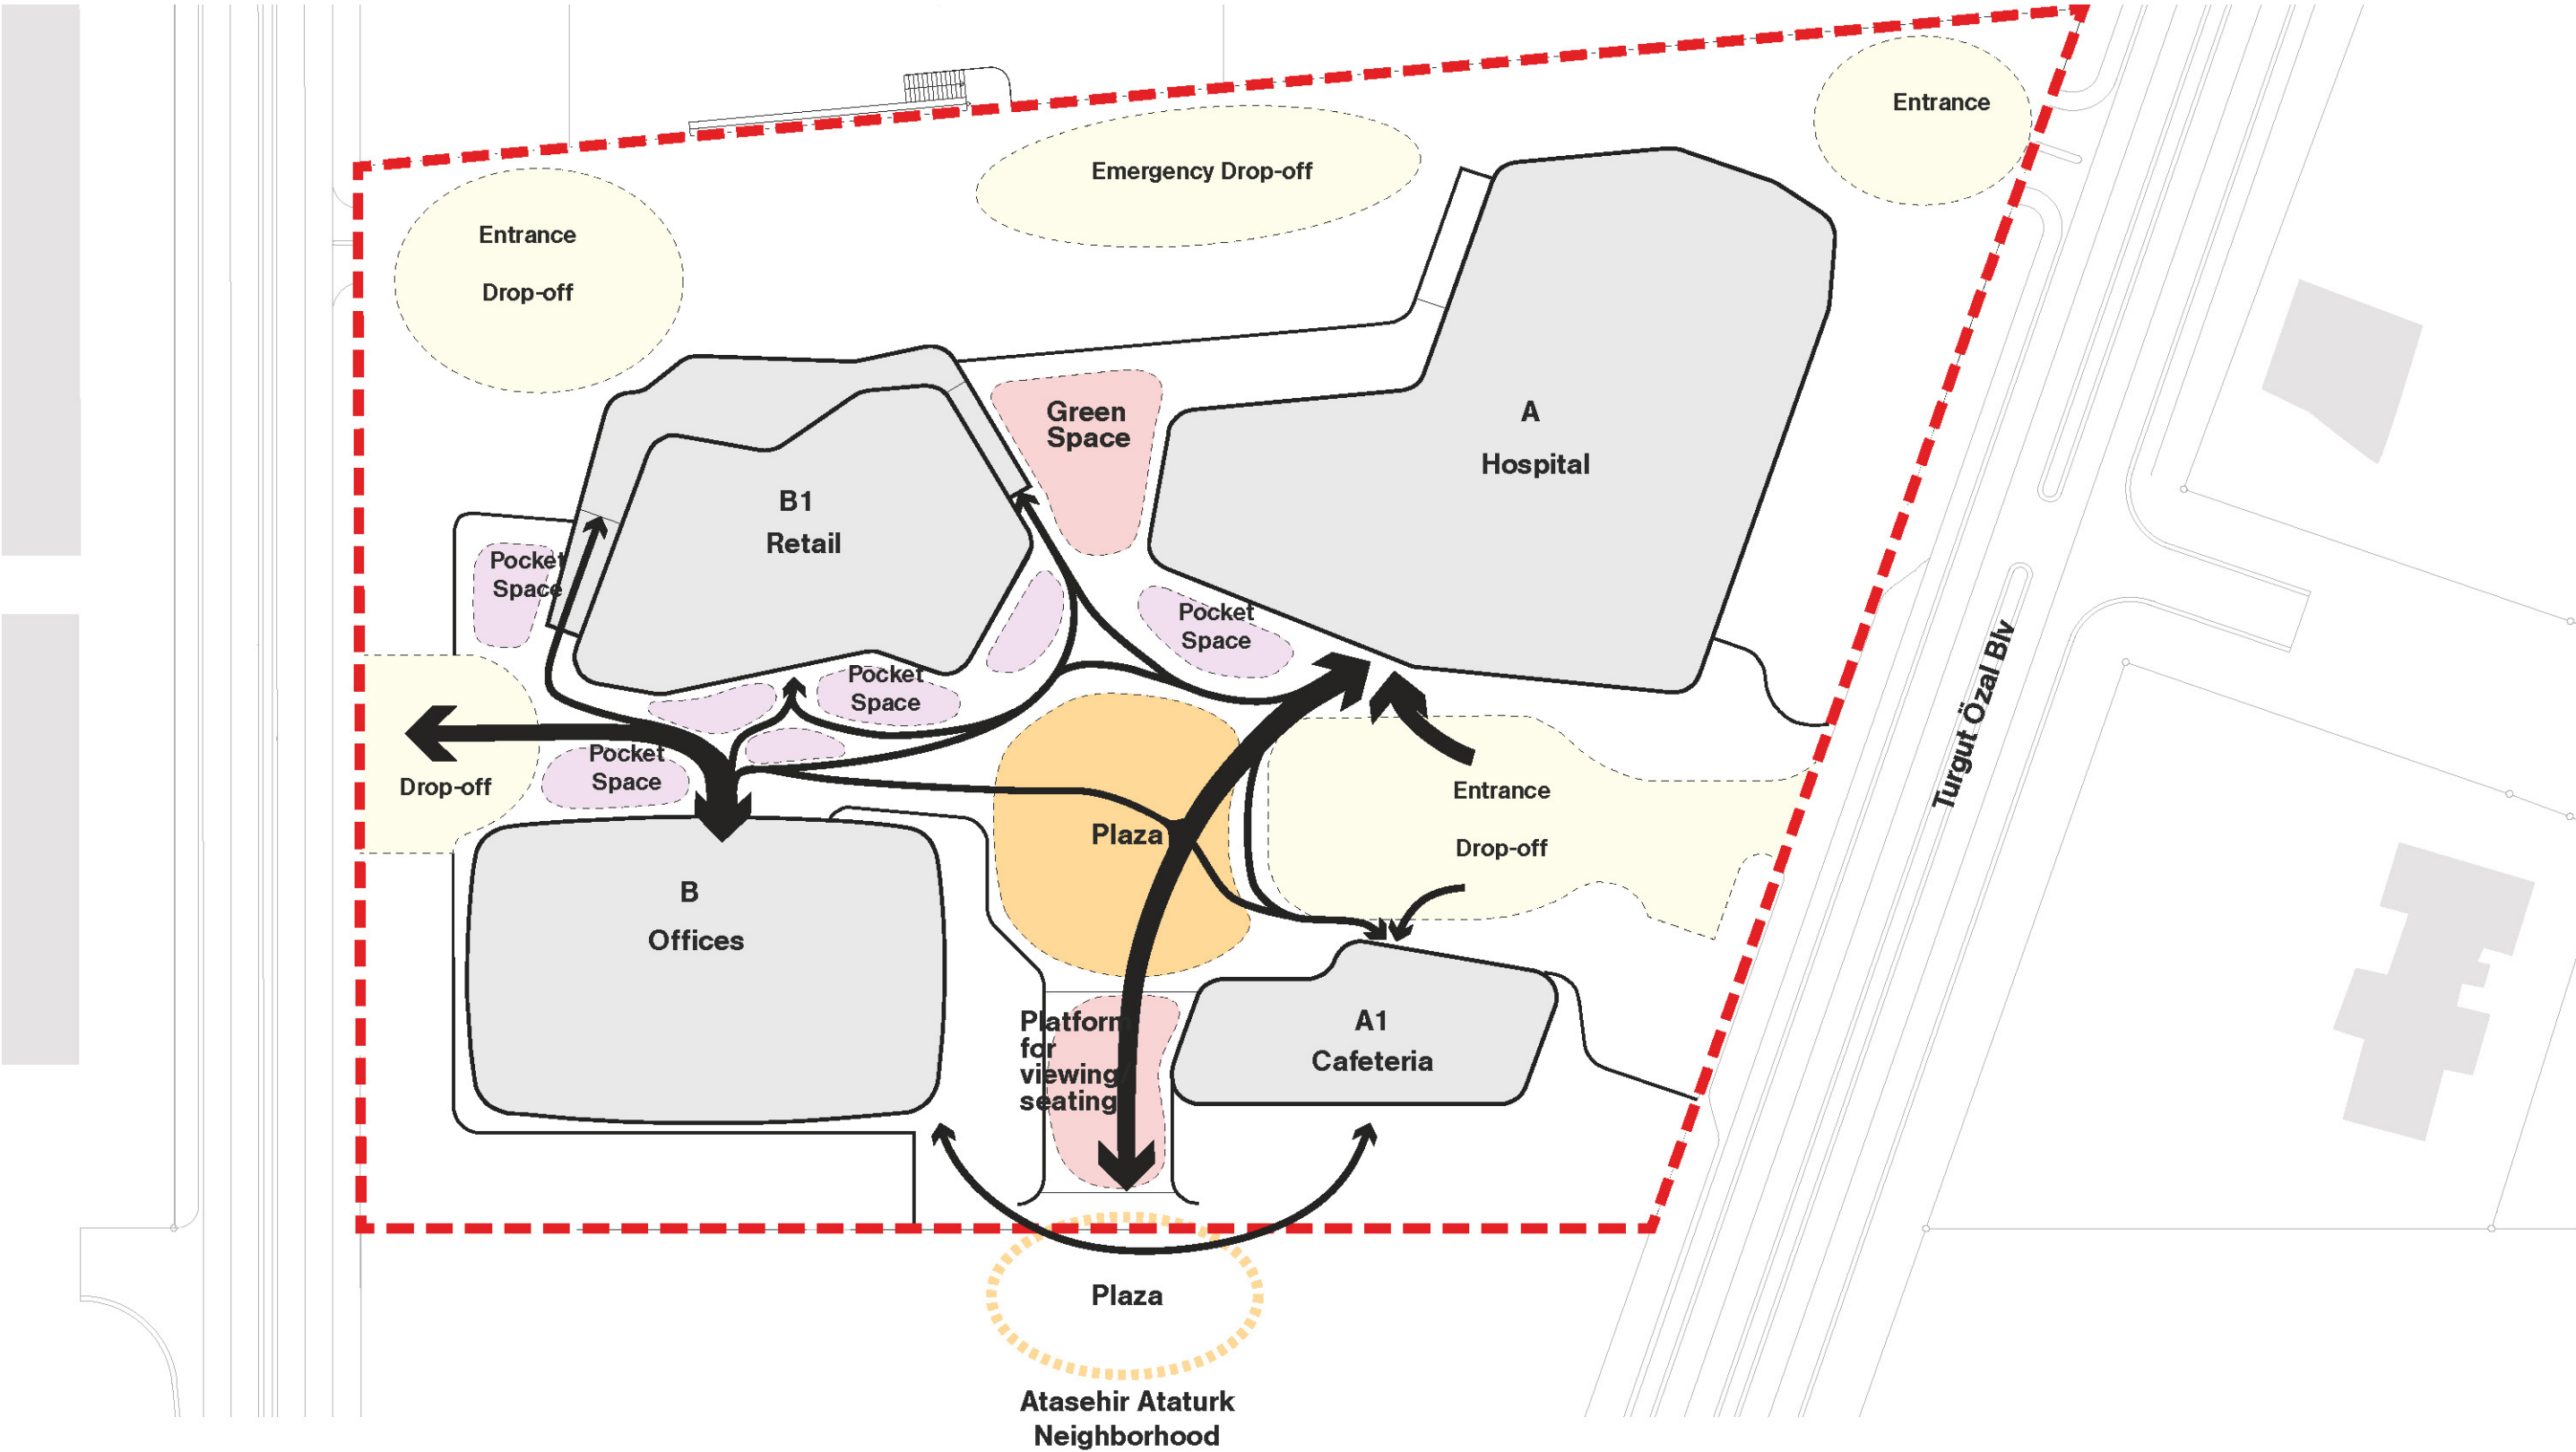 Entrance
Emergency Drop-off
Entrance
Drop-off
Green
Space
A
Hospital
B1
Retail
Pocket
Space
Pocket
Space
Pocket
Space
Pocket
Space
Drop-off
Plaza
Entrance
Drop-off
Turgut Özal Blv
B
Offices
Platform
for
viewing/
seating
A1
Cafeteria
Plaza
Atasehir Ataturk
Neighborhood